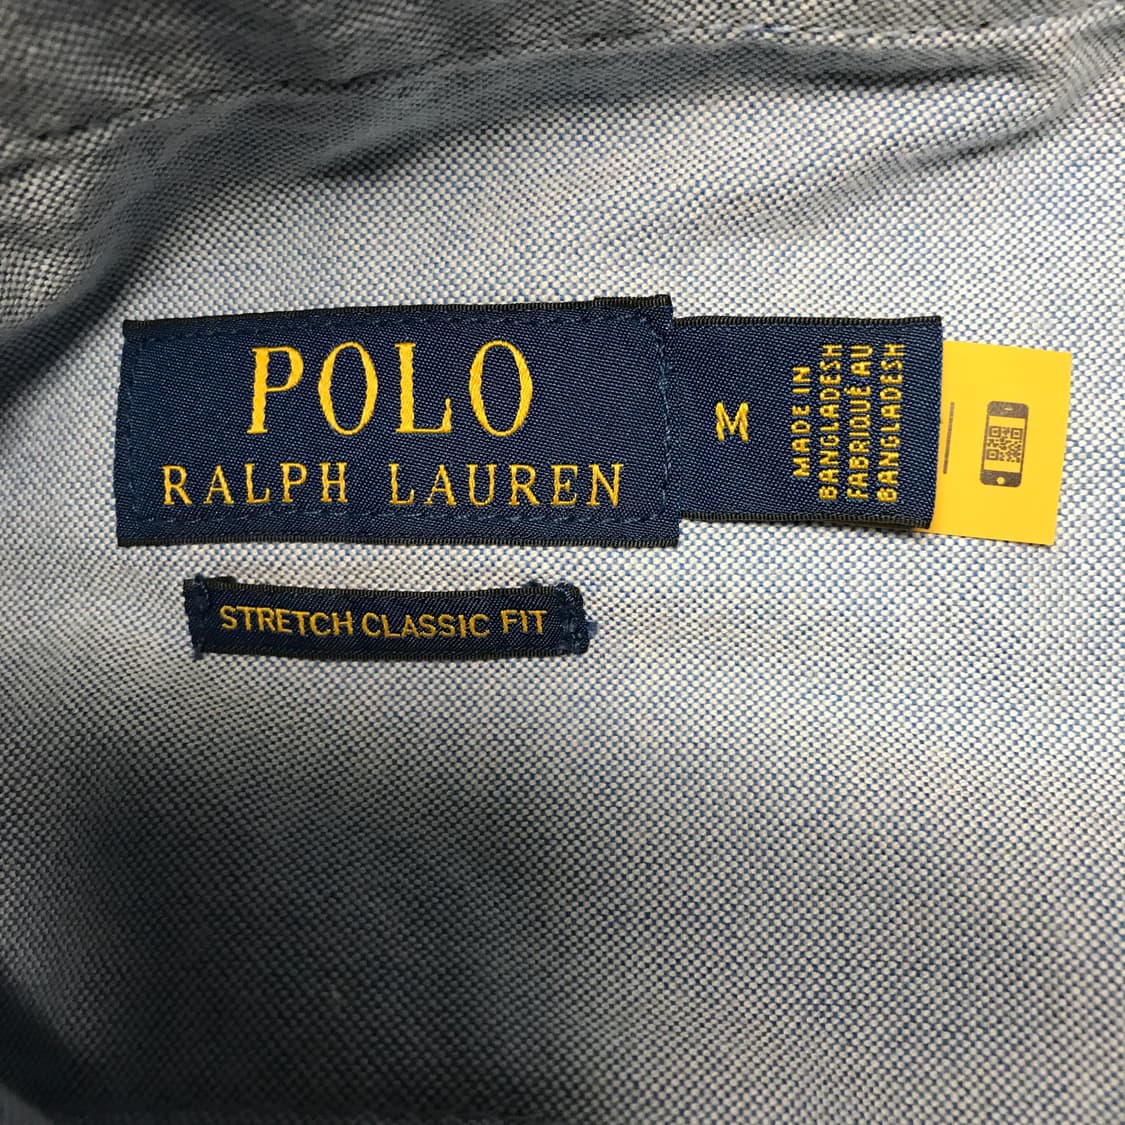 POLO
RALPH LAUREN
M
MADE IN
BANGLADESH
FABRIQUÉ AU
BANGLADESH
STRETCH CLASSIC FIT